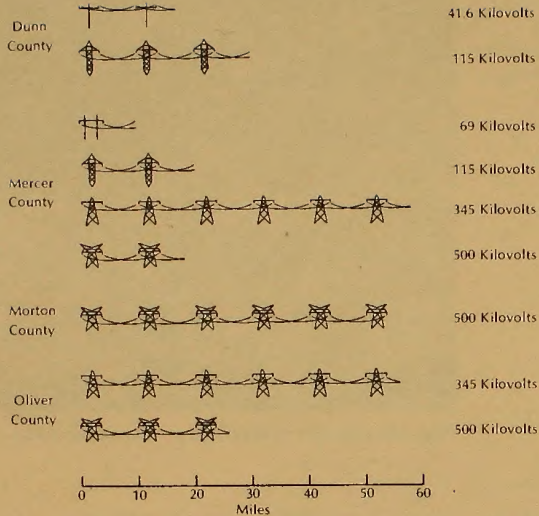 41.6 Kilovolts
Dunn
County
115 Kilovolts
69 Kilovolts
115 Kilovolts
Mercer
County
345 Kilovolts
500 Kilovolts
Morton
County
500 Kilovolts
345 Kilovolts
Oliver
County
500 Kilovolts
0 10 20 30 40 50 60
Miles